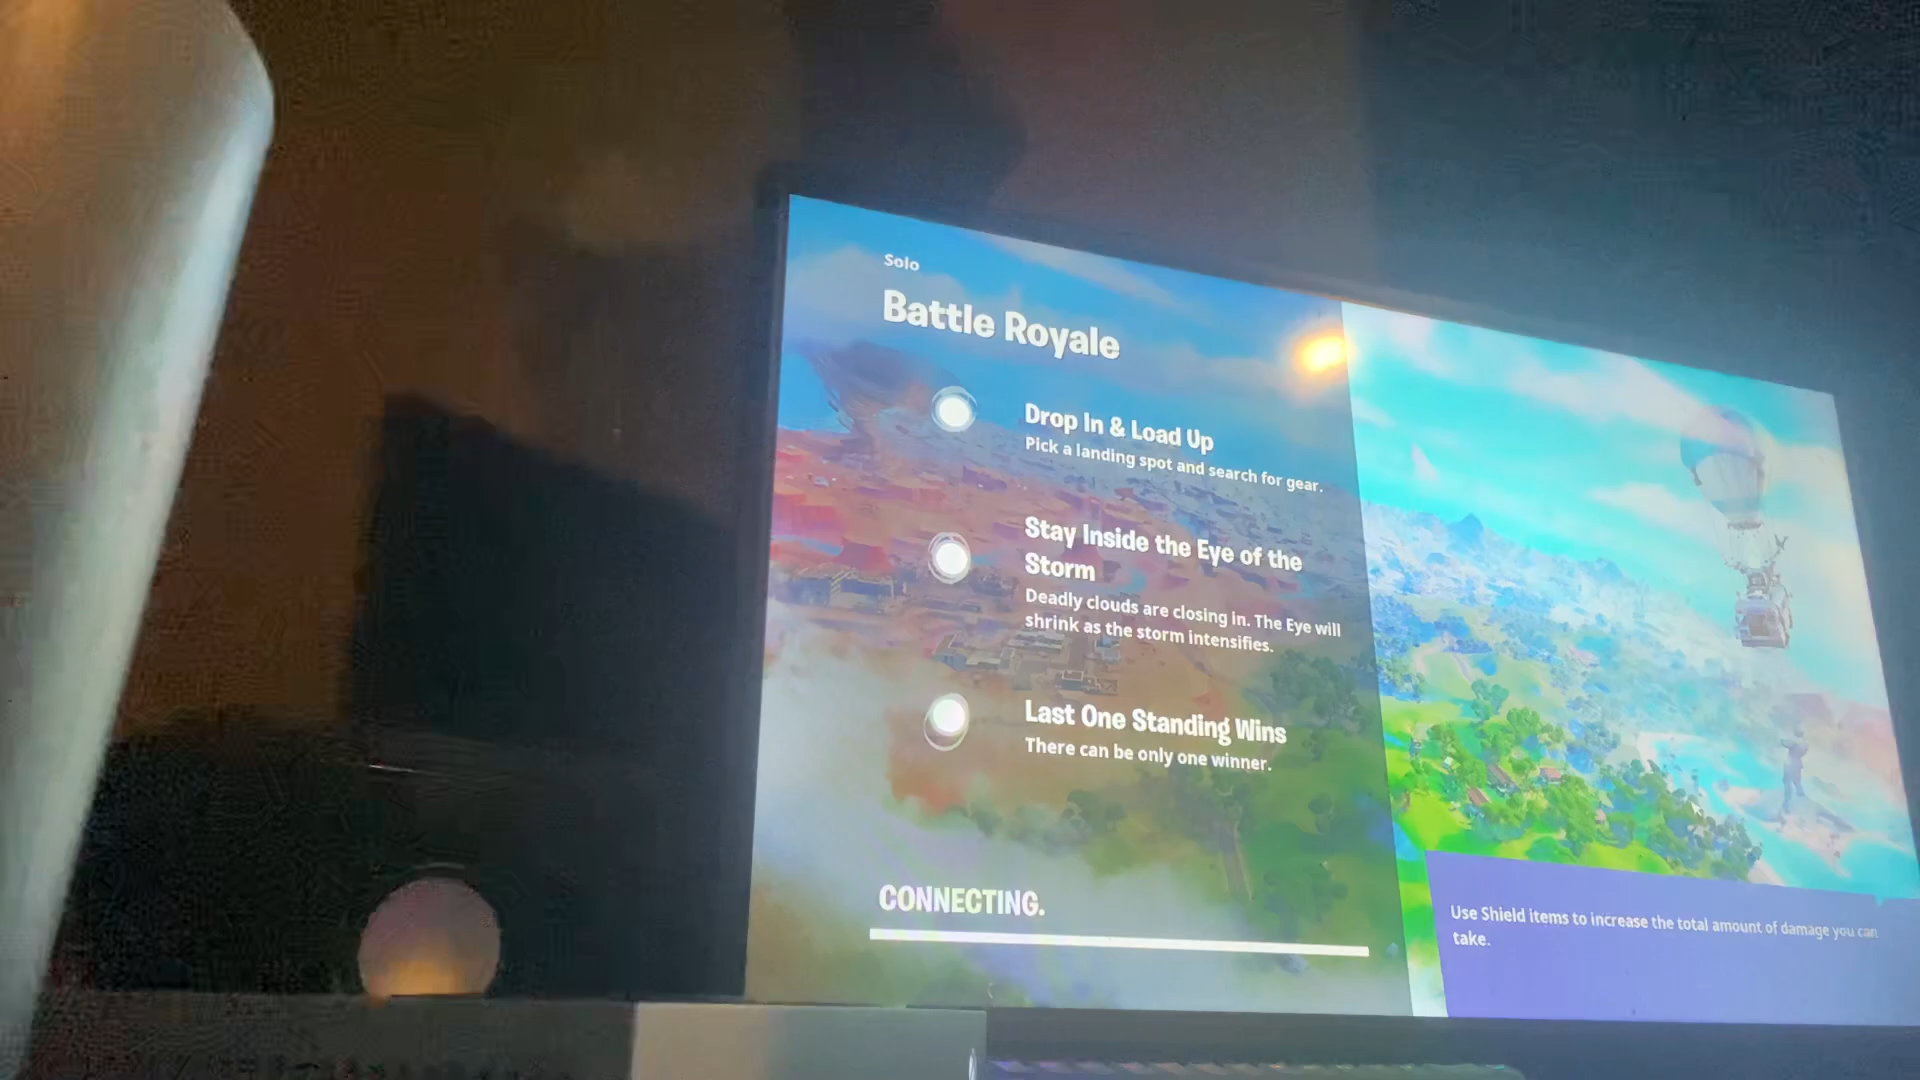 Solo
Battle Royale
Drop In & Load Up
Pick a landing spot and search for gear.
Stay Inside the Eye of the
Storm
Deadly clouds are closing in. The Eye will
shrink as the storm intensifies.
Last One Standing Wins
There can be only one winner.
CONNECTING.
Use Shield items to increase the total amount of damage you can
take.